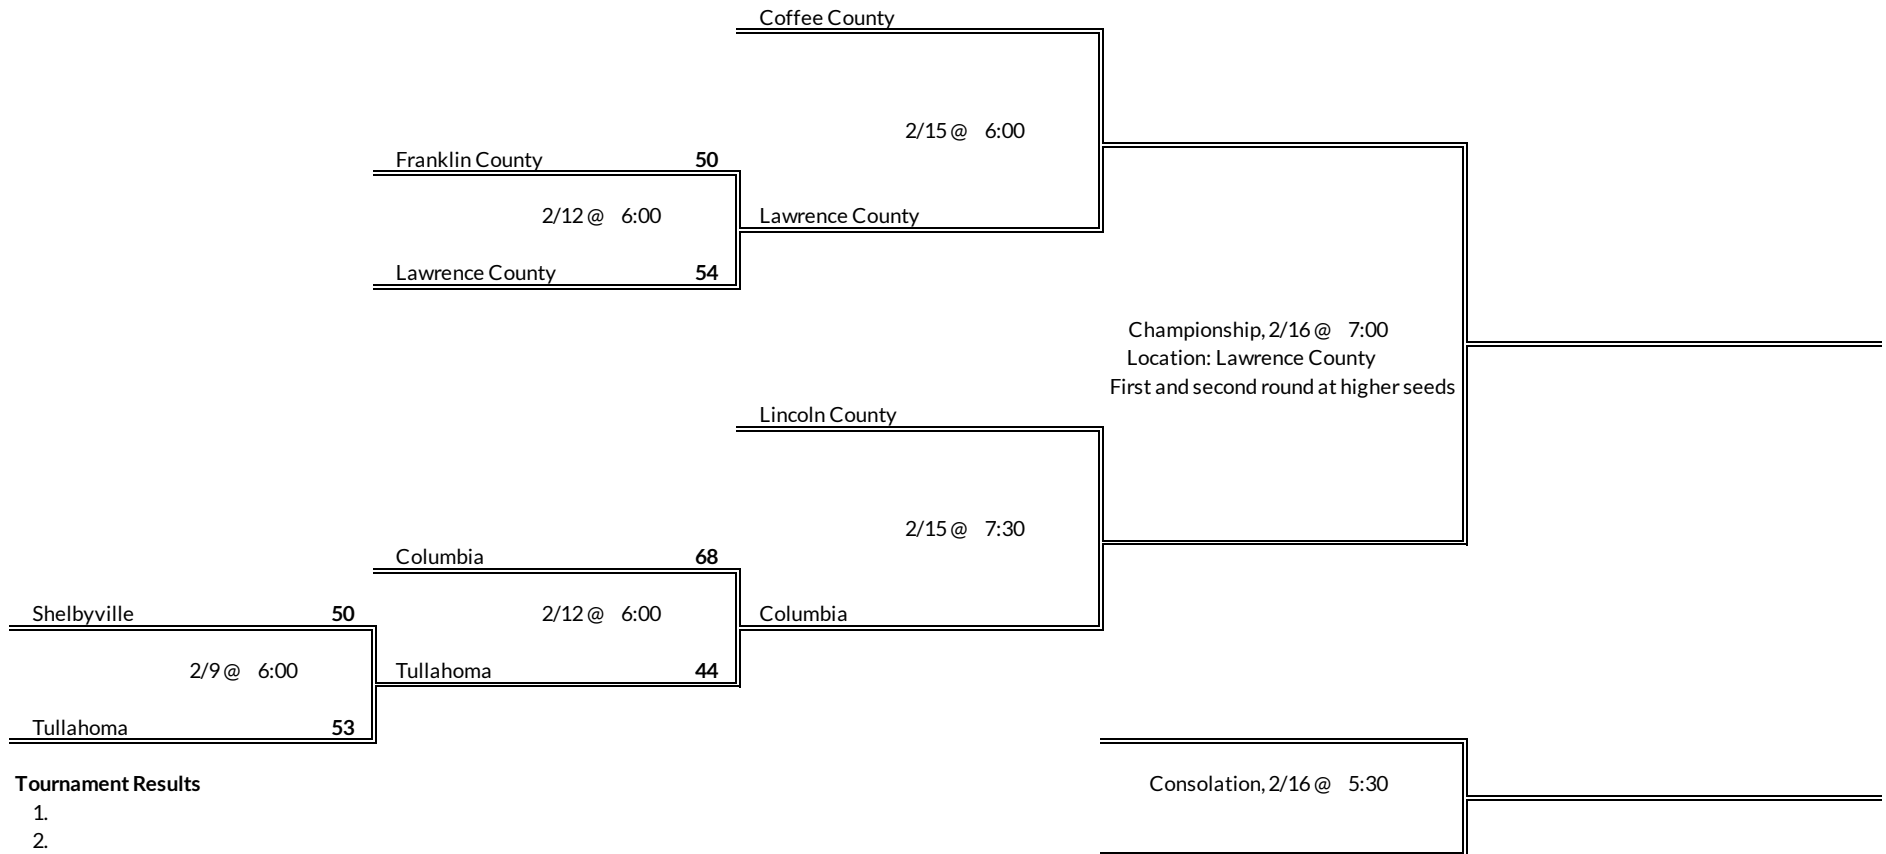 Coffee County
2/15 @ 6:00
Franklin County 50
2/12 @ 6:00
Lawrence County
Lawrence County 54
Championship, 2/16 @ 7:00
Location: Lawrence County
First and second round at higher seeds
Lincoln County
2/15 @ 7:30
Columbia 68
Shelbyville 50
2/12 @ 6:00
Columbia
2/9 @ 6:00
Tullahoma 44
Tullahoma 53
Tournament Results
Consolation, 2/16 @ 5:30
1.
2.